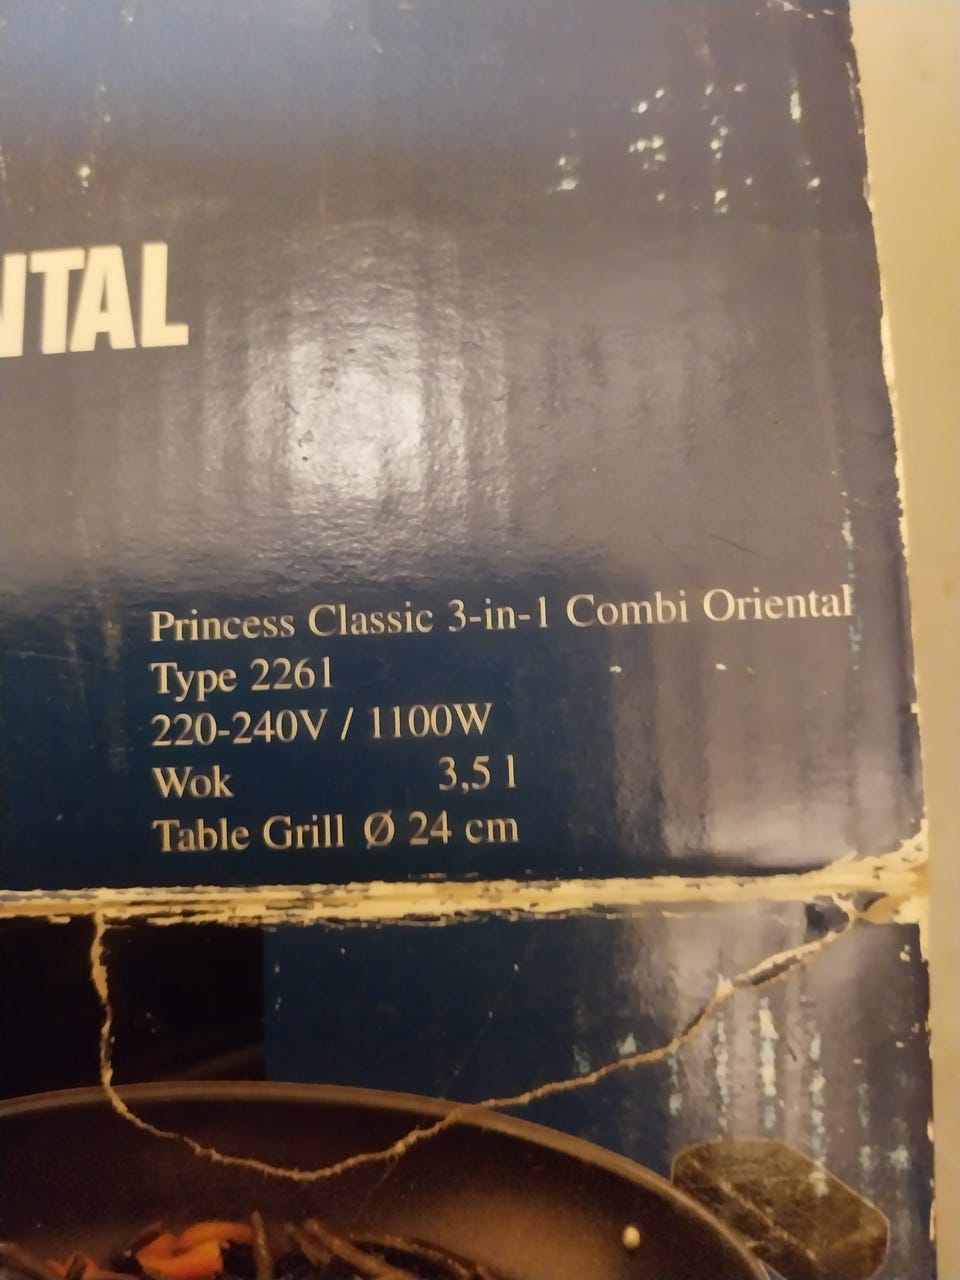 NTAL
Princess Classic 3-in-1 Combi Oriental
Type 2261
220-240V / 1100W
Wok 3,5 l
Table Grill Ø 24 cm